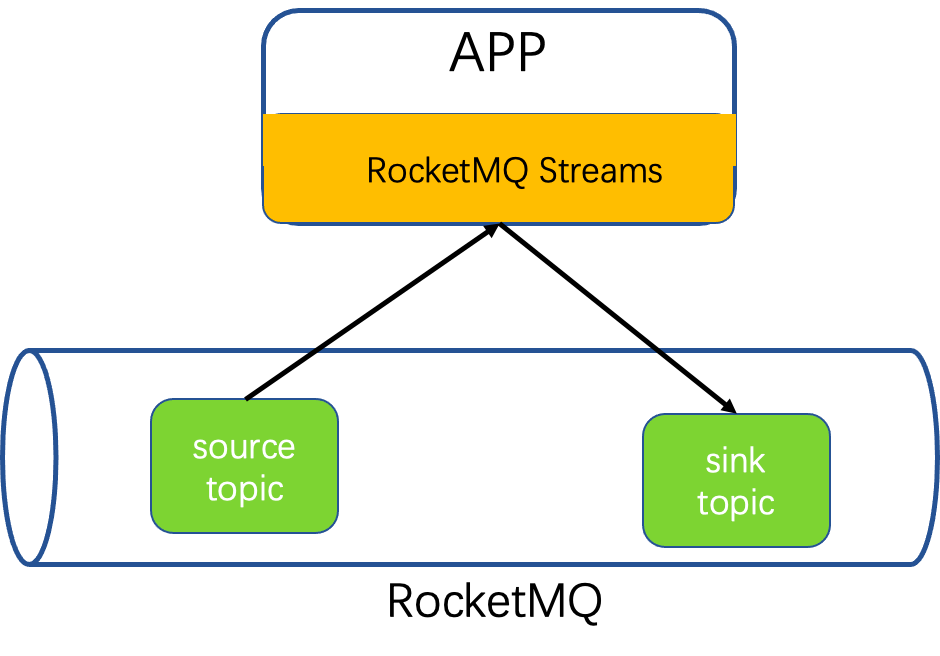 APP
RocketMQ Streams
source
topic
sink
topic
RocketMQ